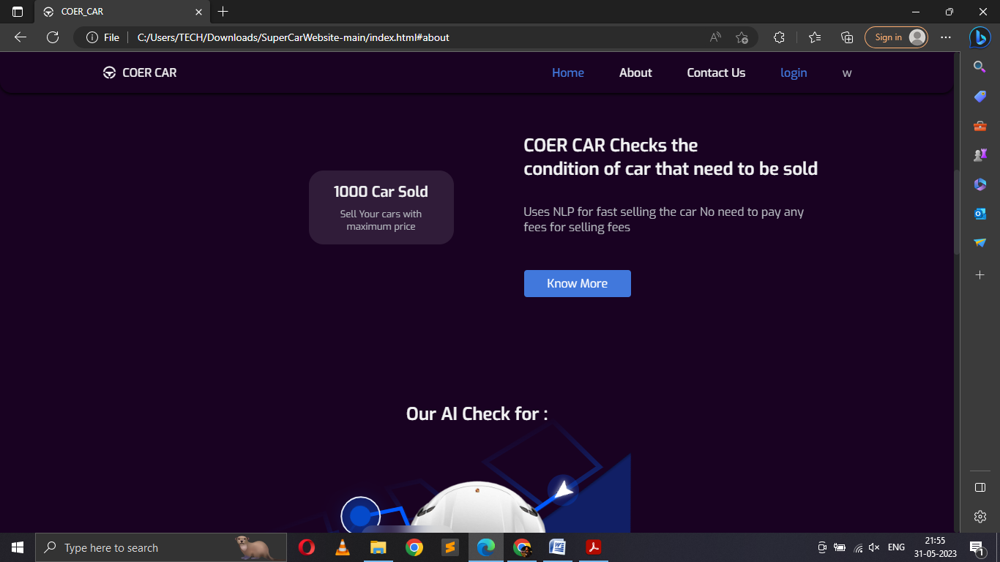 COER_CAR
File
C:/Users/TECH/Downloads/SuperCarWebsite-main/index.html#about
Sign in
COER CAR
Home
About
Contact Us
login
w
1000 Car Sold
Sell Your cars with
maximum price
COER CAR Checks the
condition of car that need to be sold
Uses NLP for fast selling the car No need to pay any
fees for selling fees
Know More
Our AI Check for :
Type here to search
ENG
21:55
31-05-2023
1